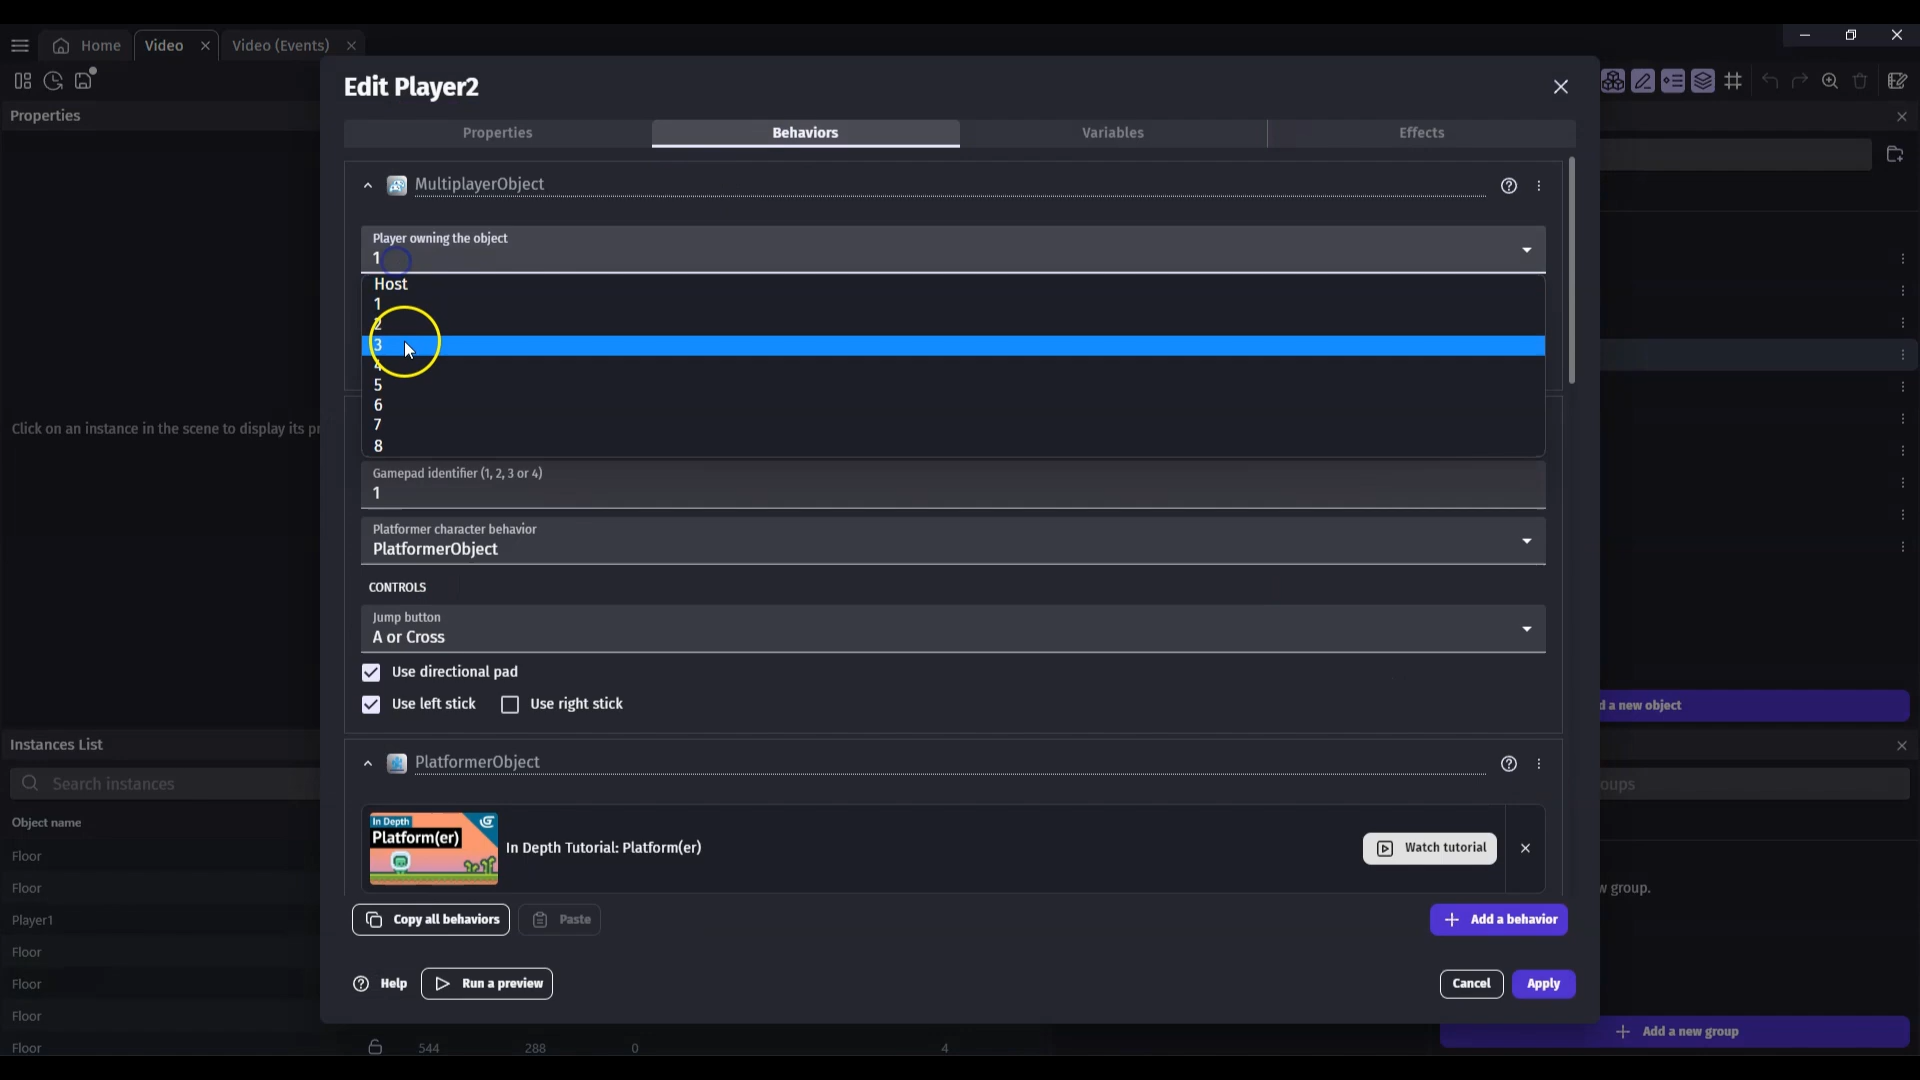 Home
Video
Video (Events)
Edit Player2
Properties
Properties
Behaviors
Variables
Effects
MultiplayerObject
Player owning the object
1
Host
1
2
3
4
5
6
7
8
Click on an instance in the scene to display its pr
Gamepad identifier (1, 2, 3 or 4)
1
Platformer character behavior
PlatformerObject
CONTROLS
Jump button
A or Cross
Use directional pad
Use left stick
Use right stick
d a new object
Instances List
PlatformerObject
Search instances
oups
Object name
In Depth
Platform(er)
In Depth Tutorial: Platform(er)
Watch tutorial
Floor
Floor
w group.
Player1
Copy all behaviors
Paste
Add a behavior
Floor
Floor
Help
Run a preview
Cancel
Apply
Floor
Add a new group
Floor
544
288
0
4